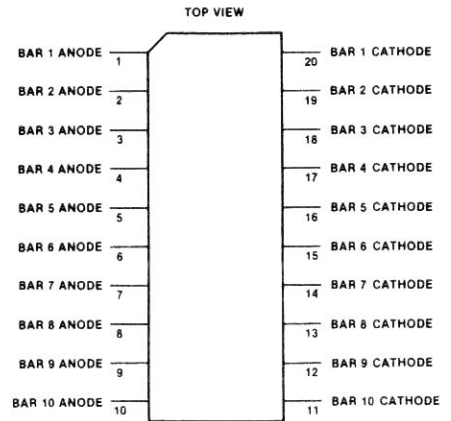 TOP VIEW
BAR 1 ANODE 1 20 BAR 1 CATHODE
BAR 2 ANODE 2 19 BAR 2 CATHODE
BAR 3 ANODE 3 18 BAR 3 CATHODE
BAR 4 ANODE 4 17 BAR 4 CATHODE
BAR 5 ANODE 5 16 BAR 5 CATHODE
BAR 6 ANODE 6 15 BAR 6 CATHODE
BAR 7 ANODE 7 14 BAR 7 CATHODE
BAR 8 ANODE 8 13 BAR 8 CATHODE
BAR 9 ANODE 9 12 BAR 9 CATHODE
BAR 10 ANODE 10 11 BAR 10 CATHODE